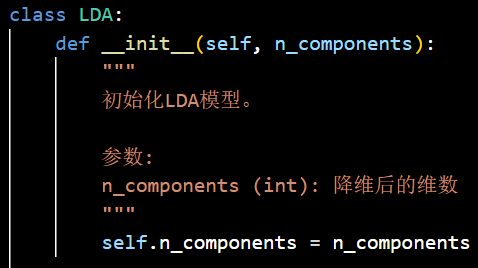 class LDA:
    def __init__(self, n_components):
        """
        初始化LDA模型。

        参数:
        n_components (int): 降维后的维数
        """
        self.n_components = n_components